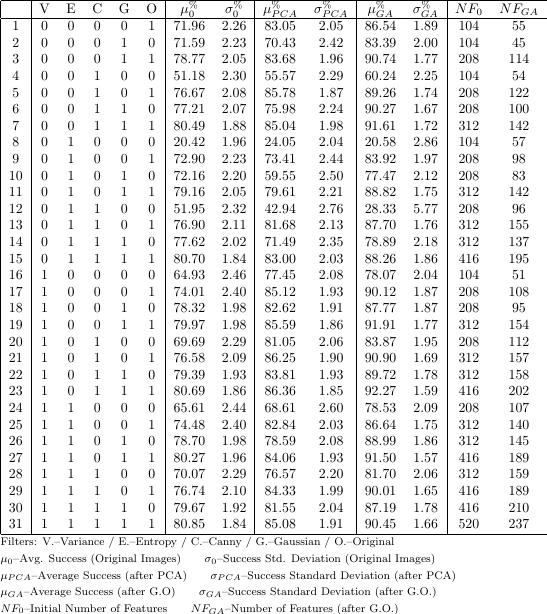 V E C G O μ₀% σ₀% μ_PCA% σ_PCA% μ_GA% σ_GA% NF₀ NF_GA
1 0 0 0 0 1 71.96 2.26 83.05 2.05 86.54 1.89 104 55
2 0 0 0 1 0 71.59 2.23 70.43 2.42 83.39 2.00 104 45
3 0 0 0 1 1 78.77 2.05 83.68 1.96 90.74 1.77 208 114
4 0 0 1 0 0 51.18 2.30 55.57 2.29 60.24 2.25 104 54
5 0 0 1 0 1 76.67 2.08 85.78 1.87 89.26 1.74 208 122
6 0 0 1 1 0 77.21 2.07 75.98 2.24 90.27 1.67 208 100
7 0 0 1 1 1 80.49 1.88 85.04 1.98 91.61 1.72 312 142
8 0 1 0 0 0 20.42 1.96 24.05 2.04 20.58 2.86 104 57
9 0 1 0 0 1 72.90 2.23 73.41 2.44 83.92 1.97 208 98
10 0 1 0 1 0 72.16 2.20 59.55 2.50 77.47 2.12 208 83
11 0 1 0 1 1 79.16 2.05 79.61 2.21 88.82 1.75 312 142
12 0 1 1 0 0 51.95 2.32 42.94 2.76 28.33 5.77 208 96
13 0 1 1 0 1 76.90 2.11 81.68 2.13 87.70 1.76 312 155
14 0 1 1 1 0 77.62 2.02 71.49 2.35 78.89 2.18 312 137
15 0 1 1 1 1 80.70 1.84 83.00 2.03 88.26 1.86 416 195
16 1 0 0 0 0 64.93 2.46 77.45 2.08 78.07 2.04 104 51
17 1 0 0 0 1 74.01 2.40 85.12 1.93 90.12 1.87 208 108
18 1 0 0 1 0 78.32 1.98 82.62 1.91 87.77 1.87 208 95
19 1 0 0 1 1 79.97 1.98 85.59 1.86 91.91 1.77 312 154
20 1 0 1 0 0 69.69 2.29 81.05 2.06 83.87 1.95 208 112
21 1 0 1 0 1 76.58 2.09 86.25 1.90 90.90 1.69 312 157
22 1 0 1 1 0 79.39 1.93 83.81 1.93 89.72 1.78 312 158
23 1 0 1 1 1 80.69 1.86 86.36 1.85 92.27 1.59 416 202
24 1 1 0 0 0 65.61 2.44 68.61 2.60 78.53 2.09 208 107
25 1 1 0 0 1 74.48 2.40 82.84 2.03 86.64 1.75 312 140
26 1 1 0 1 0 78.70 1.98 78.59 2.08 88.99 1.86 312 145
27 1 1 0 1 1 80.27 1.96 84.06 1.93 91.50 1.57 416 189
28 1 1 1 0 0 70.07 2.29 76.57 2.20 81.70 2.06 312 159
29 1 1 1 0 1 76.74 2.10 84.33 1.99 90.01 1.65 416 189
30 1 1 1 1 0 79.67 1.92 81.55 2.04 87.19 1.78 416 210
31 1 1 1 1 1 80.85 1.84 85.08 1.91 90.45 1.66 520 237
Filters: V.–Variance / E.–Entropy / C.–Canny / G.–Gaussian / O.–Original
μ₀–Avg. Success (Original Images) σ₀–Success Std. Deviation (Original Images)
μ_PCA–Average Success (after PCA) σ_PCA–Success Standard Deviation (after PCA)
μ_GA–Average Success (after G.O) σ_GA–Success Standard Deviation (after G.O.)
NF₀–Initial Number of Features NF_GA–Number of Features (after G.O.)